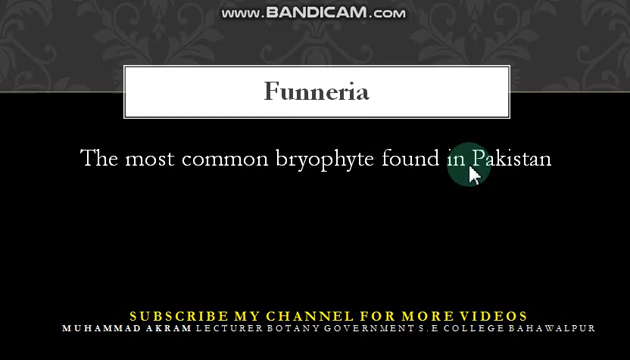 www.BANDICAM.com
Funneria
The most common bryophyte found in Pakistan
SUBSCRIBE MY CHANNEL FOR MORE VIDEOS
MUHAMMAD AKRAM LECTURER BOTANY GOVERNMENT S.E COLLEGE BAHAWALPUR